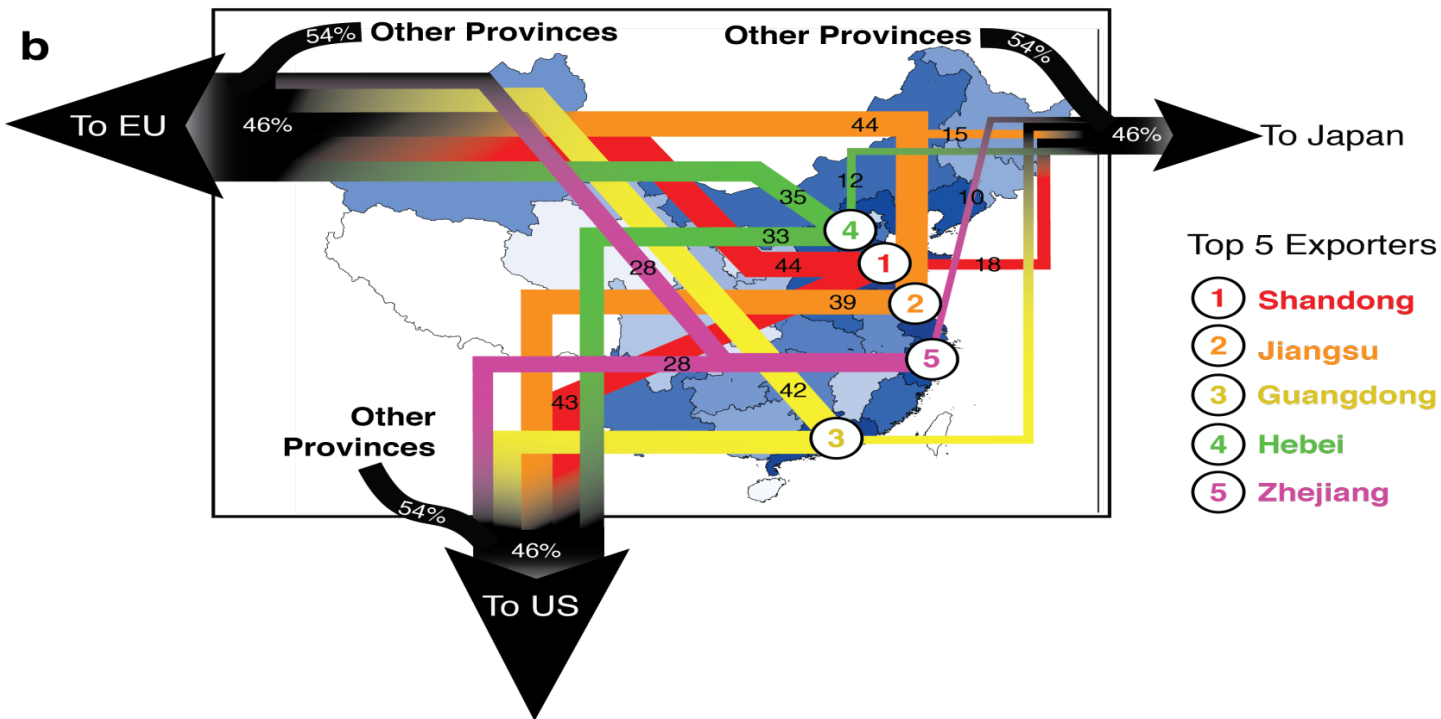 b
54% Other Provinces
Other Provinces 54%
To EU
46%
44
15
46%
To Japan
12
10
35
4
33
28
44
1
18
39
2
28
5
43
42
3
Other
Provinces
54%
46%
To US
Top 5 Exporters
1 Shandong
2 Jiangsu
3 Guangdong
4 Hebei
5 Zhejiang